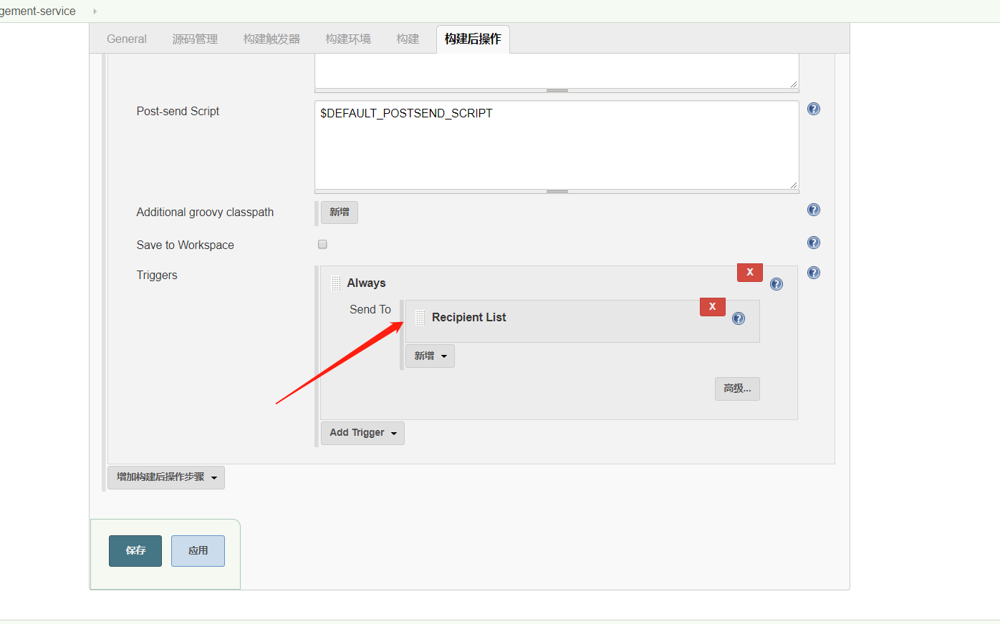 gement-service
General 源码管理 构建触发器 构建环境 构建 构建后操作
Post-send Script
$DEFAULT_POSTSEND_SCRIPT
Additional groovy classpath
新增
Save to Workspace
Triggers
X
Always
Send To
X
Recipient List
新增
高级...
Add Trigger
增加构建后操作步骤
保存 应用